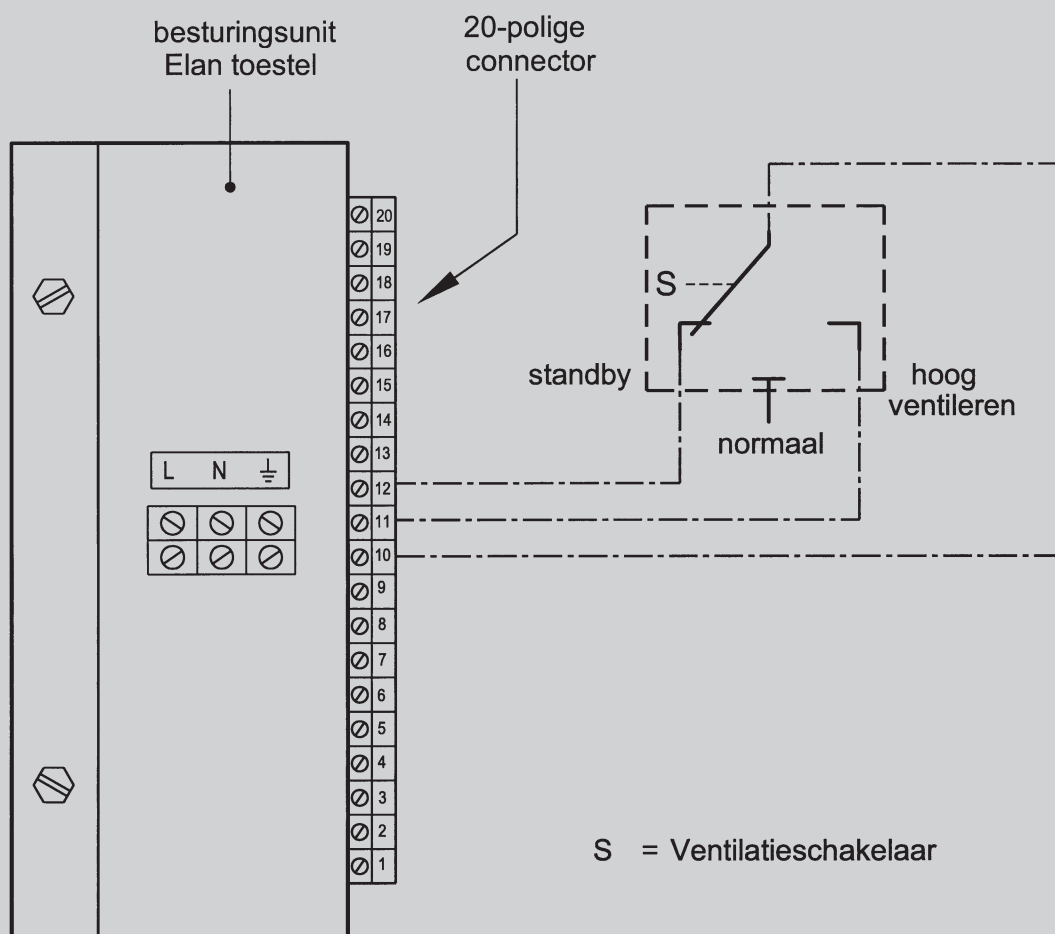 besturingsunit
Elan toestel
20-polige
connector
20
19
18
17
16
15
14
13
12
11
10
9
8
7
6
5
4
3
2
1
L N
S
standby
hoog
ventileren
normaal
S = Ventilatieschakelaar